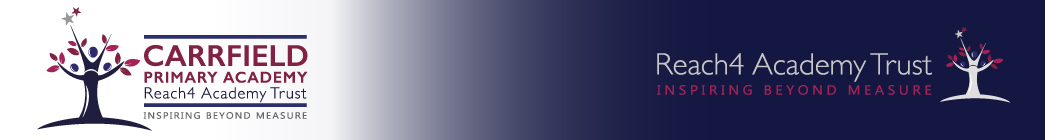 CARRFIELD
PRIMARY ACADEMY
Reach4 Academy Trust
INSPIRING BEYOND MEASURE
Reach4 Academy Trust
INSPIRING BEYOND MEASURE